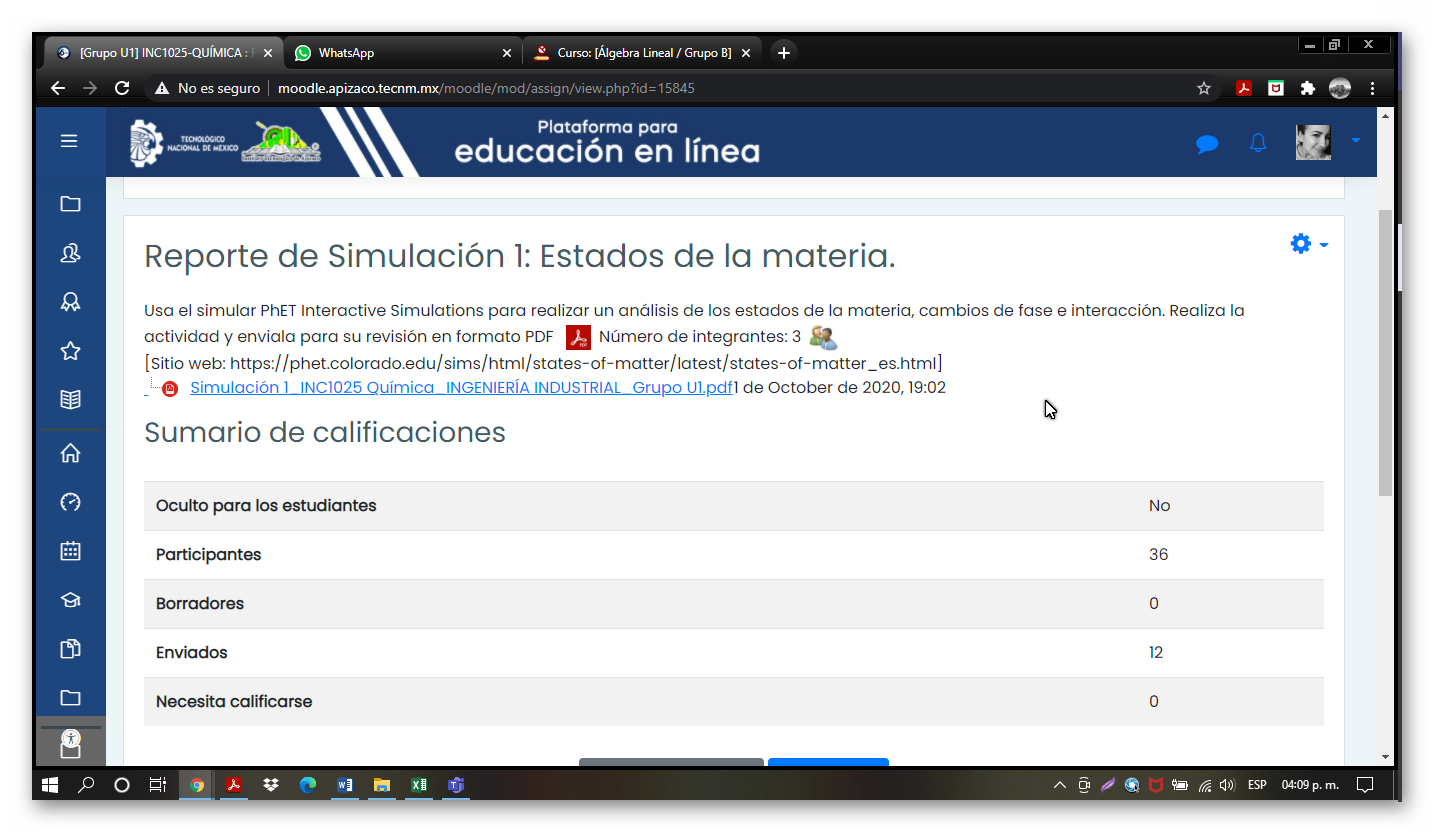 [Grupo U1] INC1025-QUÍMICA :
WhatsApp
Curso: [Álgebra Lineal / Grupo B]
No es seguro
moodle.apizaco.tecnm.mx/moodle/mod/assign/view.php?id=15845
TECNOLÓGICO
NACIONAL DE MÉXICO
Plataforma para
educación en línea
Reporte de Simulación 1: Estados de la materia.
Usa el simular PhET Interactive Simulations para realizar un análisis de los estados de la materia, cambios de fase e interacción. Realiza la
actividad y enviala para su revisión en formato PDF Número de integrantes: 3
[Sitio web: https://phet.colorado.edu/sims/html/states-of-matter/latest/states-of-matter_es.html]
Simulación 1_INC1025 Química_INGENIERÍA INDUSTRIAL_Grupo U1.pdf1 de October de 2020, 19:02
Sumario de calificaciones
Oculto para los estudiantes No
Participantes 36
Borradores 0
Enviados 12
Necesita calificarse 0
ESP 04:09 p. m.